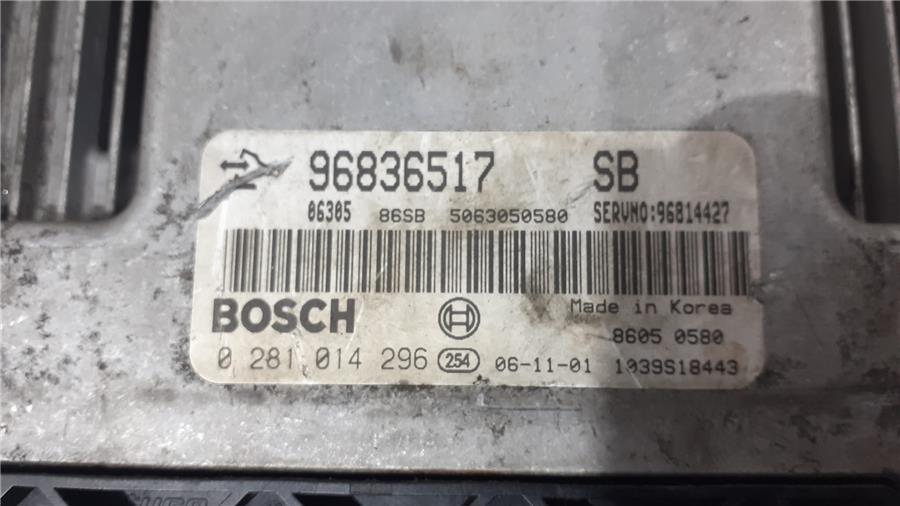 96836517 SB
06305 86SB 5063050580 SERVNO:96814427
BOSCH
Made in Korea
8605 0580
0 281 014 296 254 06-11-01 1039S18443